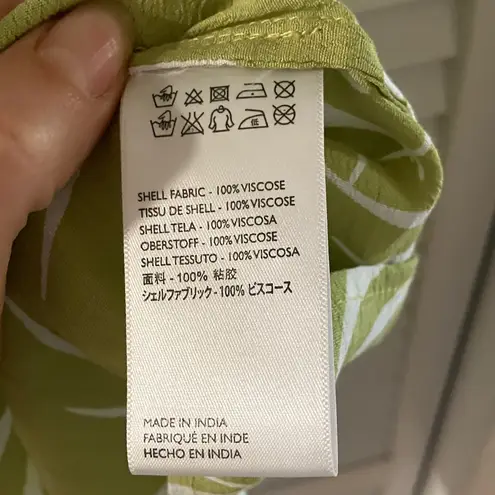 SHELL FABRIC - 100% VISCOSE
TISSU DE SHELL - 100% VISCOSE
SHELL TELA - 100% VISCOSA
OBERSTOFF - 100% VISCOSE
SHELL TESSUTO - 100% VISCOSA
面料 - 100% 粘胶
シェルファブリック - 100% ビスコース
MADE IN INDIA
FABRIQUÉ EN INDE
HECHO EN INDIA